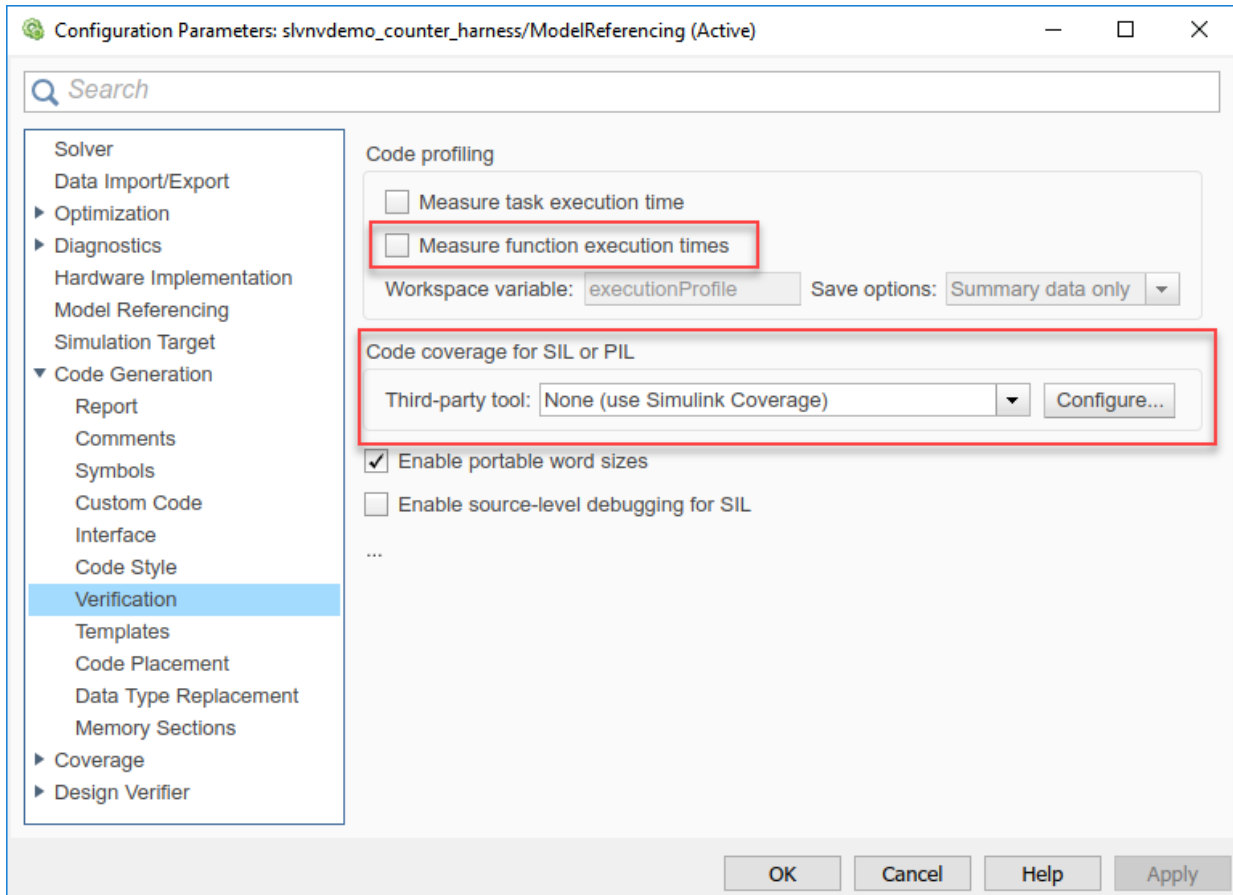 Configuration Parameters: slvnvdemo_counter_harness/ModelReferencing (Active)
Search
Solver
Data Import/Export
Optimization
Diagnostics
Hardware Implementation
Model Referencing
Simulation Target
Code Generation
Report
Comments
Symbols
Custom Code
Interface
Code Style
Verification
Templates
Code Placement
Data Type Replacement
Memory Sections
Coverage
Design Verifier
Code profiling
Measure task execution time
Measure function execution times
Workspace variable: executionProfile Save options: Summary data only
Code coverage for SIL or PIL
Third-party tool: None (use Simulink Coverage) Configure...
Enable portable word sizes
Enable source-level debugging for SIL
...
OK Cancel Help Apply